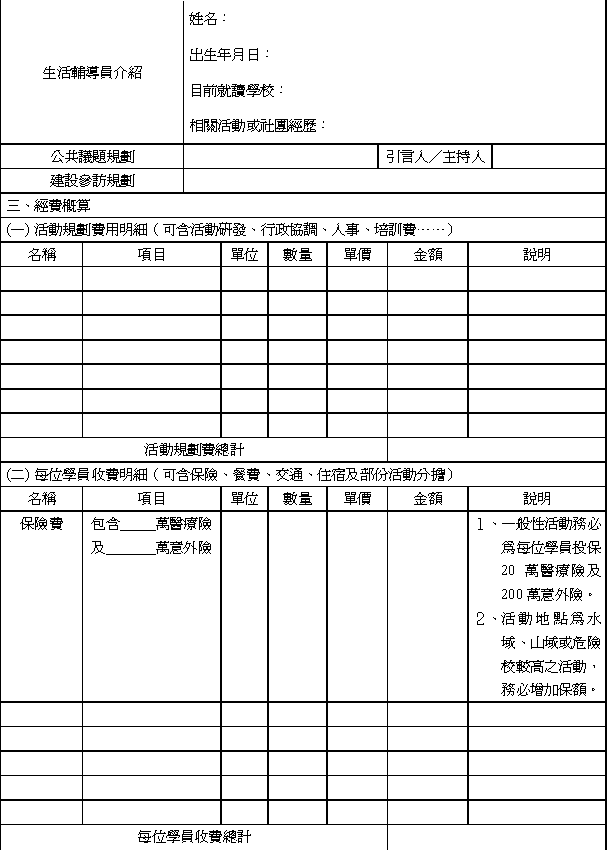 姓名：
出生年月日：
生活輔導員介紹
目前就讀學校：
相關活動或社團經歷：
公共議題規劃 引言人／主持人
建設參訪規劃
三、經費概算
(一)活動規劃費用明細（可含活動研發、行政協調、人事、培訓費……）
名稱 項目 單位 數量 單價 金額 說明
活動規劃費總計
(二)每位學員收費明細（可含保險、餐費、交通、住宿及部份活動分擔）
名稱 項目 單位 數量 單價 金額 說明
保險費 包含_____萬醫療險 1、一般性活動務必
及_______萬意外險 為每位學員投保
20 萬醫療險及
200 萬意外險。
2、活動地點為水
域、山域或危險
校較高之活動，
務必增加保額。
每位學員收費總計